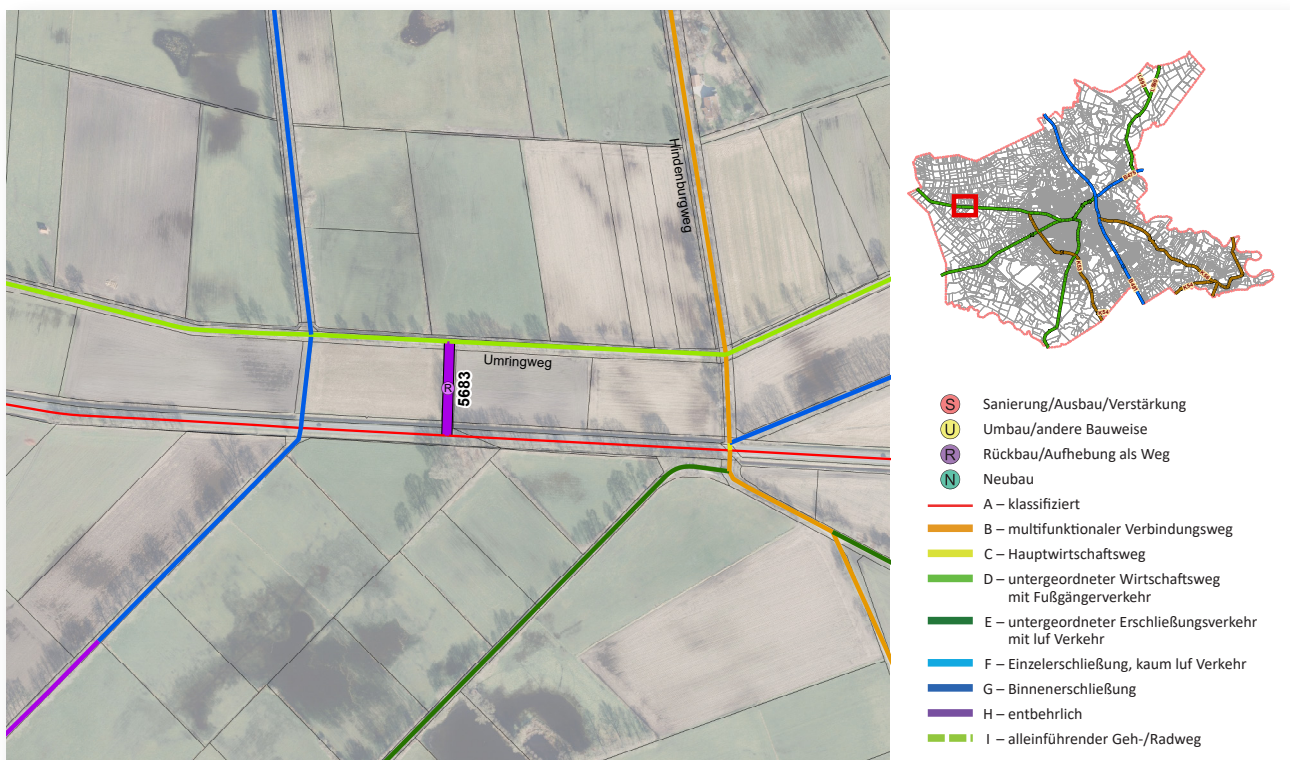 Hindenburgweg
Umringweg
R
5683
S Sanierung/Ausbau/Verstärkung
U Umbau/andere Bauweise
R Rückbau/Aufhebung als Weg
N Neubau
A – klassifiziert
B – multifunktionaler Verbindungsweg
C – Hauptwirtschaftsweg
D – untergeordneter Wirtschaftsweg
mit Fußgängerverkehr
E – untergeordneter Erschließungsverkehr
mit luf Verkehr
F – Einzelerschließung, kaum luf Verkehr
G – Binnenerschließung
H – entbehrlich
I – alleinführender Geh-/Radweg